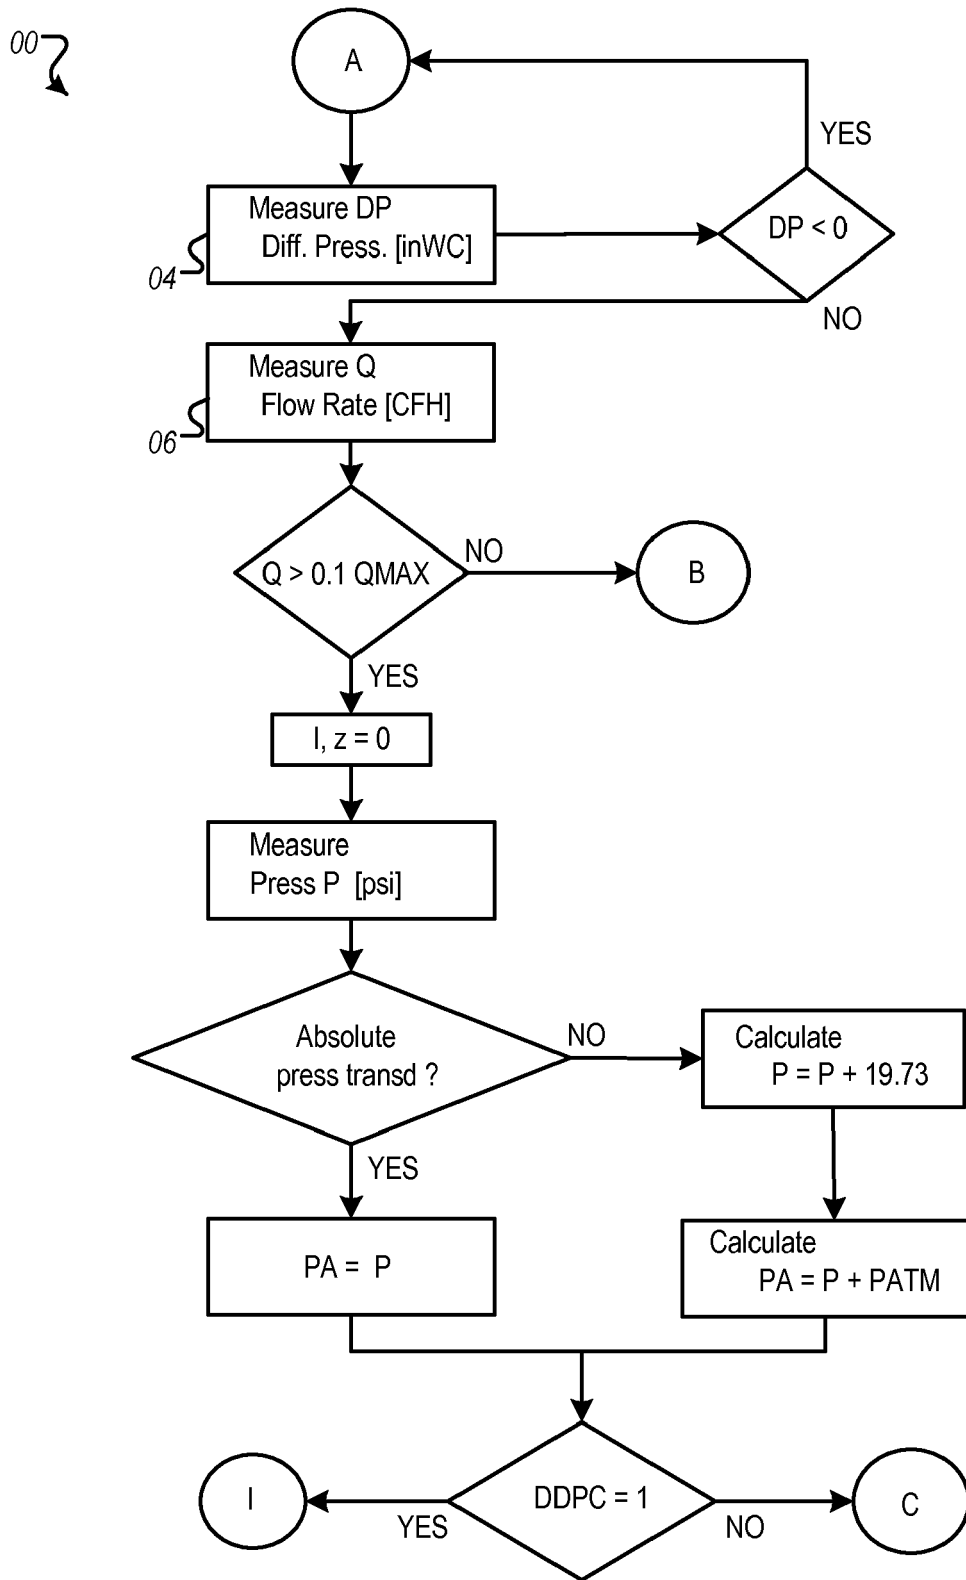 00
A
YES
Measure DP
Diff. Press. [inWC]
DP < 0
04
NO
Measure Q
Flow Rate [CFH]
06
Q > 0.1 QMAX
NO
B
YES
I, z = 0
Measure
Press P [psi]
Absolute
press transd ?
NO
Calculate
P = P + 19.73
YES
PA = P
Calculate
PA = P + PATM
I
YES
DDPC = 1
NO
C